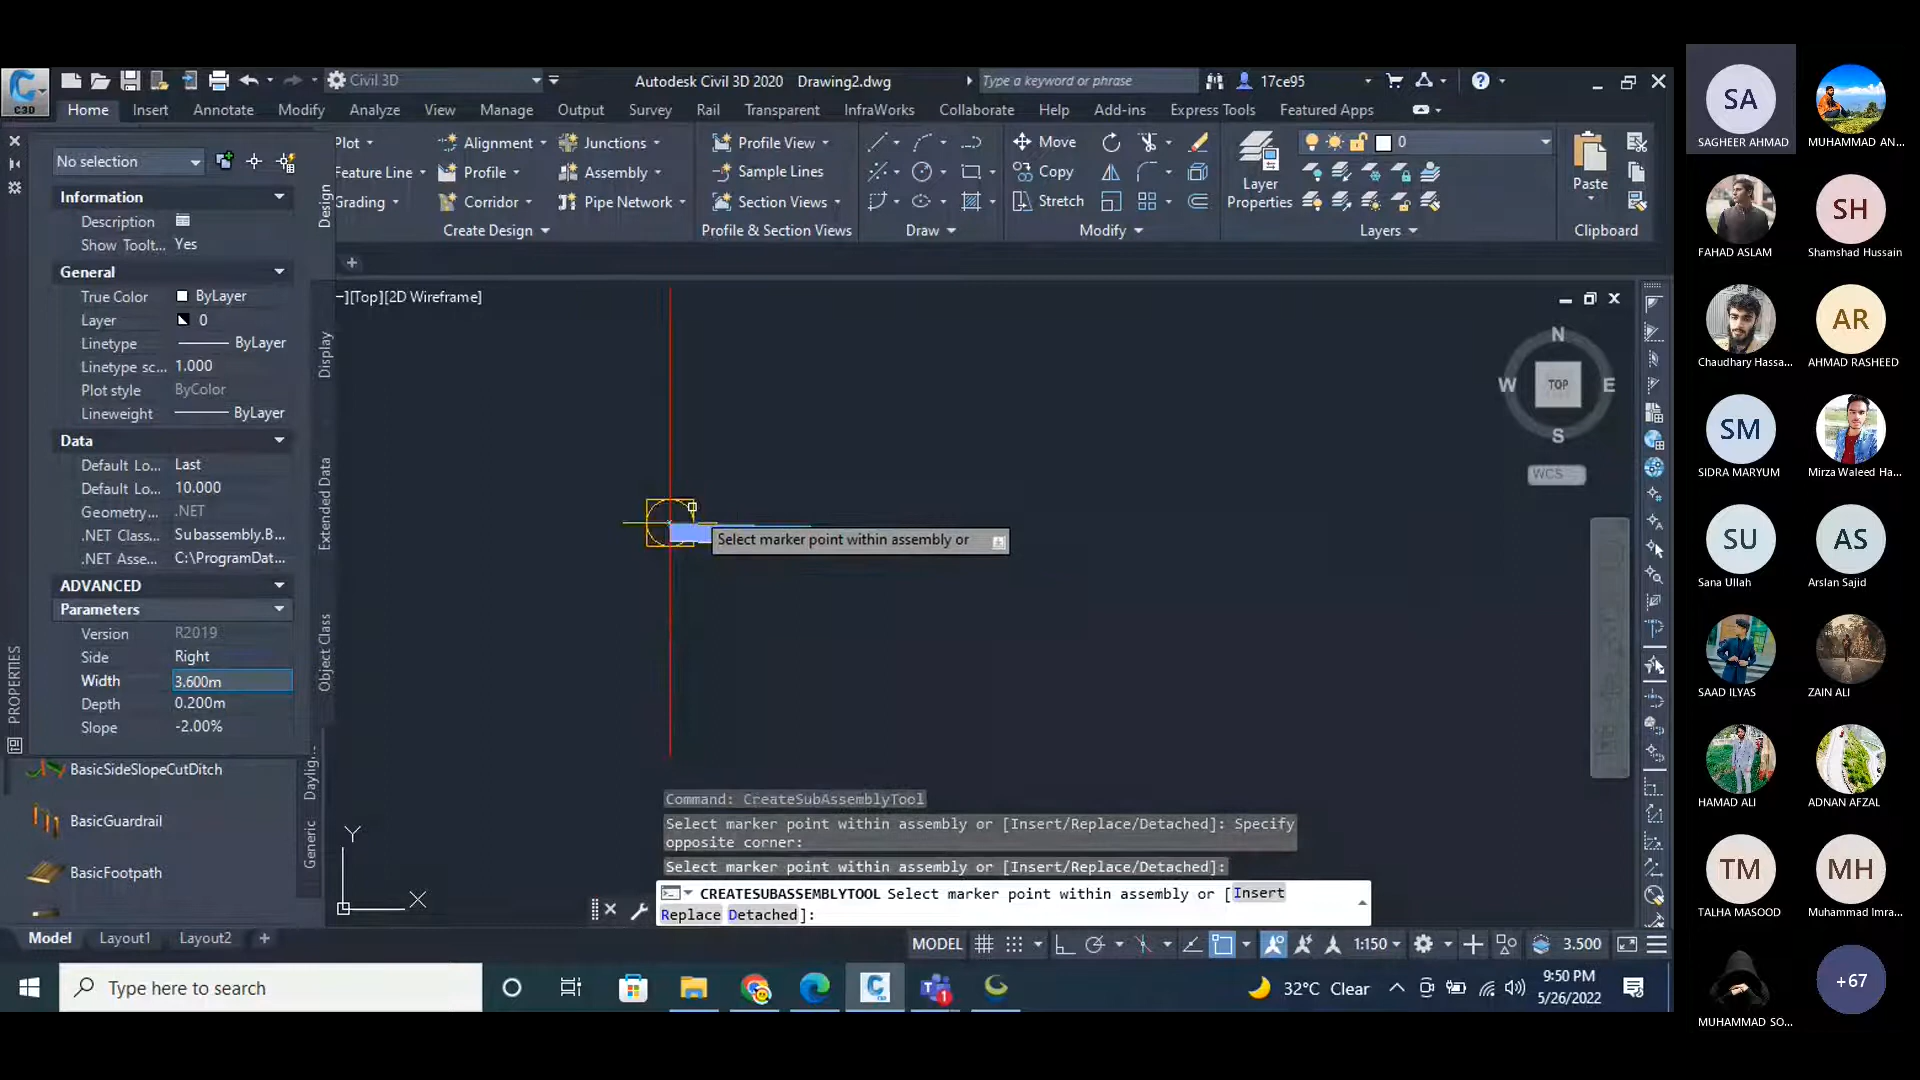 Civil 3D
Autodesk Civil 3D 2020 Drawing2.dwg
Type a keyword or phrase
17ce95
C3D
Home Insert Annotate Modify Analyze View Manage Output Survey Rail Transparent InfraWorks Collaborate Help Add-ins Express Tools Featured Apps
Plot
Alignment
Junctions
Profile View
Move
0
Feature Line
Profile
Assembly
Sample Lines
Copy
Grading
Corridor
Pipe Network
Section Views
Stretch
Layer
Properties
Paste
Create Design
Profile & Section Views
Draw
Modify
Layers
Clipboard
No selection
Information
Description
Show Toolt... Yes
General
True Color ByLayer
Layer 0
Linetype ByLayer
Linetype sc... 1.000
Plot style ByColor
Lineweight ByLayer
Data
Default Lo... Last
Default Lo... 10.000
Geometry... .NET
.NET Class... Subassembly.B...
.NET Asse... C:\ProgramDat...
ADVANCED
Parameters
Version R2019
Side Right
Width 3.600m
Depth 0.200m
Slope -2.00%
PROPERTIES
Design
Display
Extended Data
Object Class
BasicSideSlopeCutDitch
BasicGuardrail
BasicFootpath
Daylig...
Generic
–][Top][2D Wireframe]
N
W TOP E
S
WCS
Select marker point within assembly or
Y
X
Command: CreateSubAssemblyTool
Select marker point within assembly or [Insert/Replace/Detached]: Specify
opposite corner:
Select marker point within assembly or [Insert/Replace/Detached]:
CREATESUBASSEMBLYTOOL Select marker point within assembly or [Insert
Replace Detached]:
Model Layout1 Layout2 +
MODEL 1:150 3.500
Type here to search
1
32°C Clear
9:50 PM
5/26/2022
SA
SAGHEER AHMAD
MUHAMMAD AN...
FAHAD ASLAM
SH
Shamshad Hussain
Chaudhary Hassa...
AR
AHMAD RASHEED
SM
SIDRA MARYUM
Mirza Waleed Ha...
SU
Sana Ullah
AS
Arslan Sajid
SAAD ILYAS
ZAIN ALI
HAMAD ALI
ADNAN AFZAL
TM
TALHA MASOOD
MH
Muhammad Imra...
MUHAMMAD SO...
+67